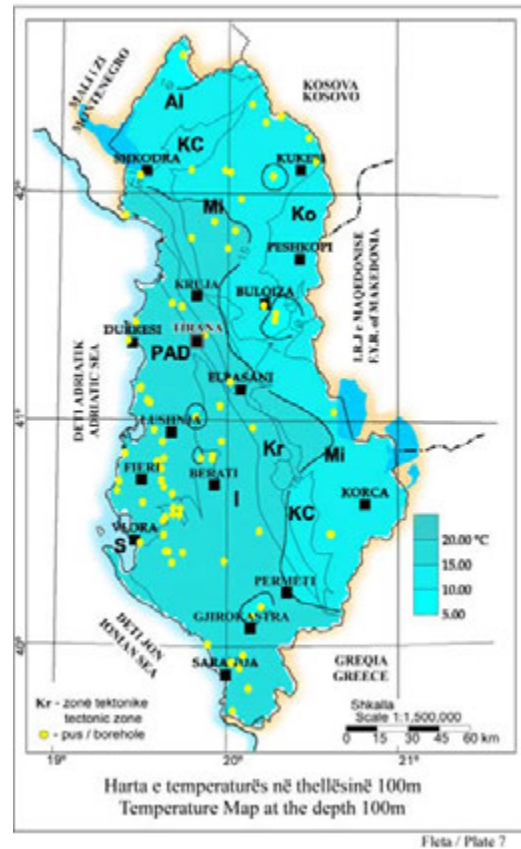 MALI i ZI
MONTENEGRO
KOSOVA
KOSOVO
Al
KC
SHKODRA
KUKESI
42°
Mi
Ko
PESHKOPI
15
KRUJA
BULQIZA
I.R.J e MAQEDONISE
F.Y.R. of MAKEDONIA
DURRESI
TIRANA
PAD
DETI ADRIATIK
ADRIATIC SEA
ELBASANI
41°
LUSHNJA
Kr
Mi
FIERI
BERATI
I
KC
KORCA
VLORA
S
20.00 °C
15.00
10.00
5.00
PERMETI
GJIROKASTRA
DETI JON
IONIAN SEA
40°
SARANDA
GREQIA
GREECE
Kr - zonë tektonike
tectonic zone
- pus / borehole
Shkalla
Scale 1:1,500,000
0 15 30 45 60 km
19°
20°
21°
Harta e temperaturës në thellësinë 100m
Temperature Map at the depth 100m
Fleta / Plate 7